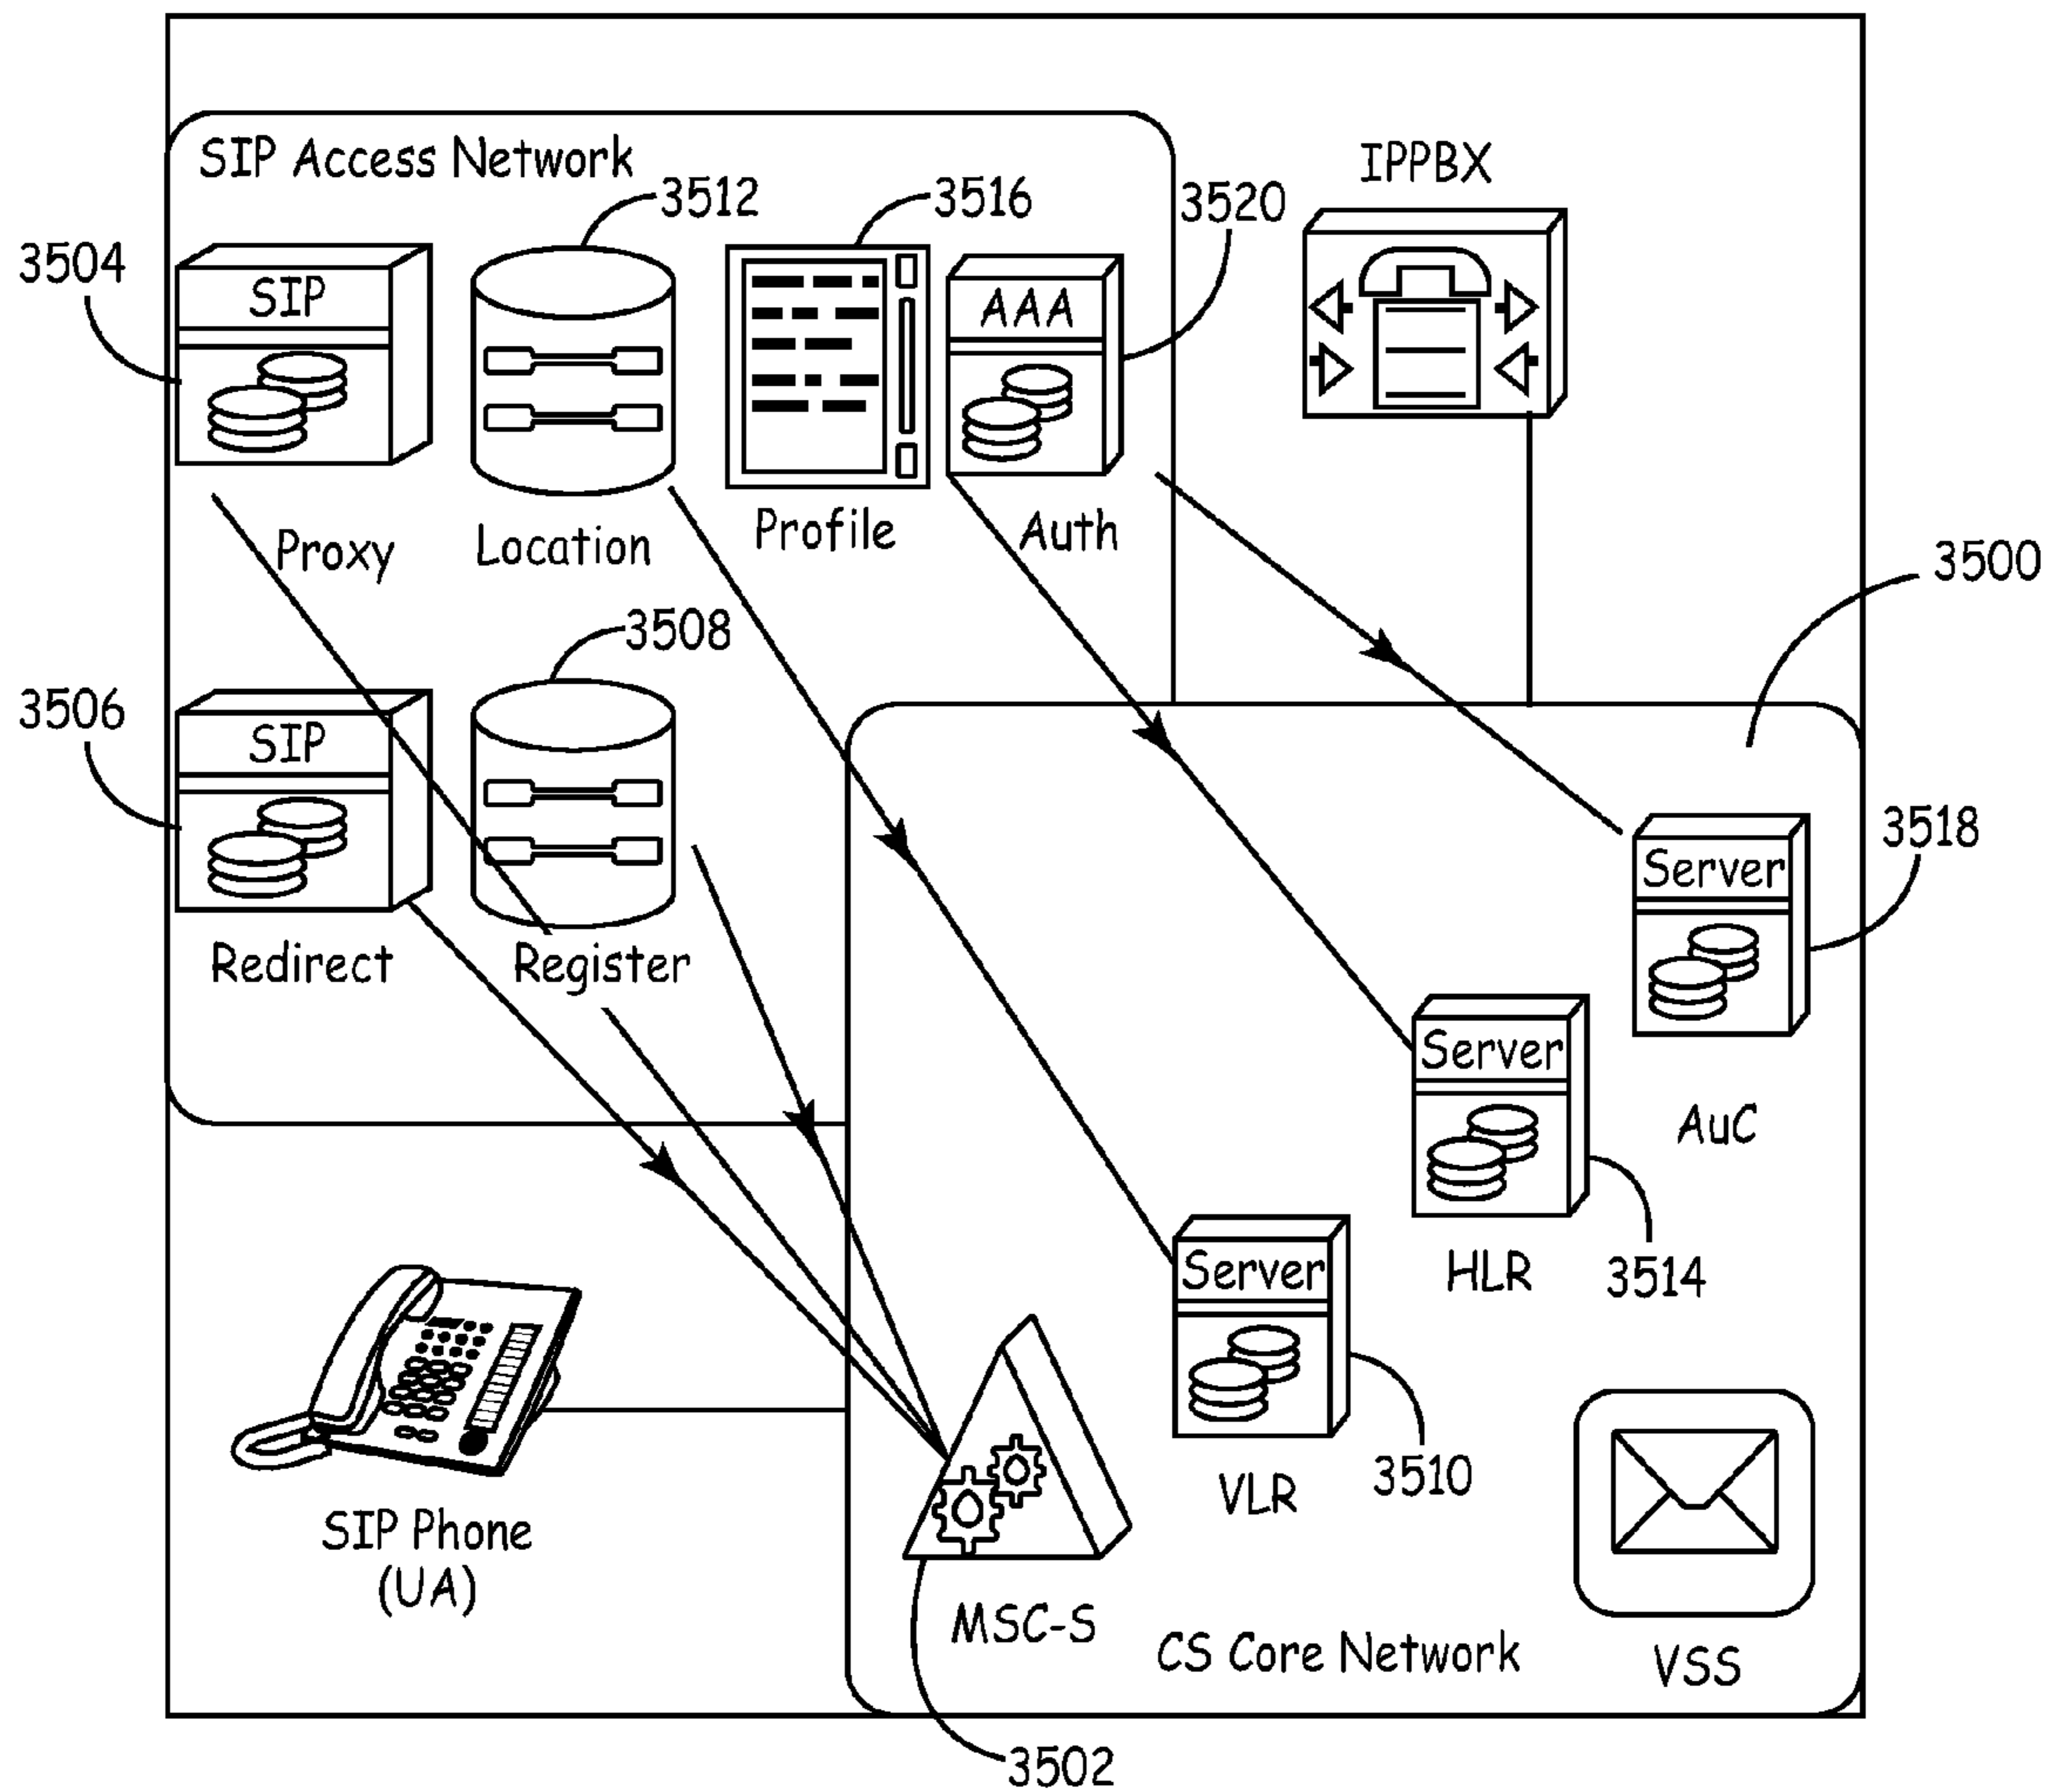 SIP Access Network
IPPBX
3512
3516
3520
3504
SIP
AAA
Proxy
Location
Profile
Auth
3500
3508
3506
SIP
3518
Server
Redirect
Register
Server
AuC
Server
HLR
3514
3510
VLR
SIP Phone
(UA)
MSC-S
CS Core Network
VSS
3502